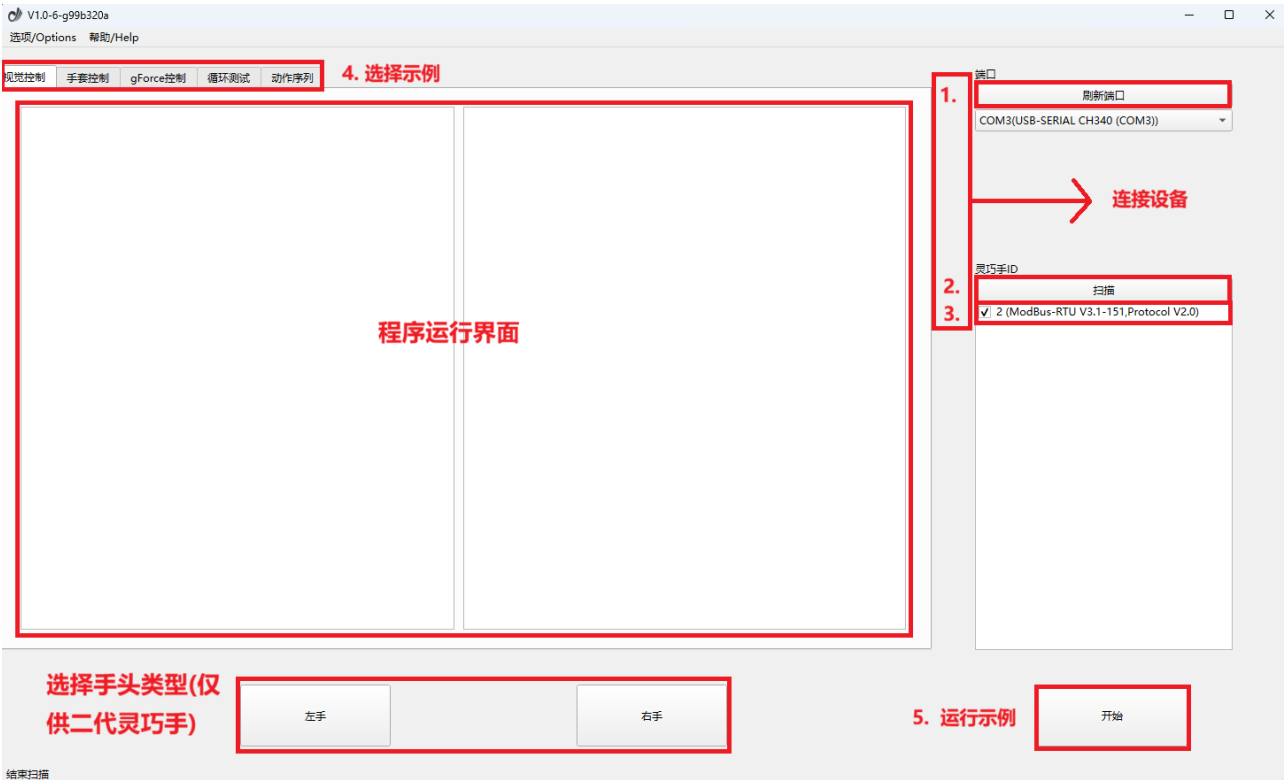 V1.0-6-g99b320a
选项/Options 帮助/Help
视觉控制 手套控制 gForce控制 循环测试 动作序列
4. 选择示例
端口
1.
刷新端口
COM3(USB-SERIAL CH340 (COM3))
连接设备
灵巧手ID
2.
扫描
3.
2 (ModBus-RTU V3.1-151,Protocol V2.0)
程序运行界面
选择手头类型(仅
供二代灵巧手)
左手
右手
5. 运行示例
开始
结束扫描